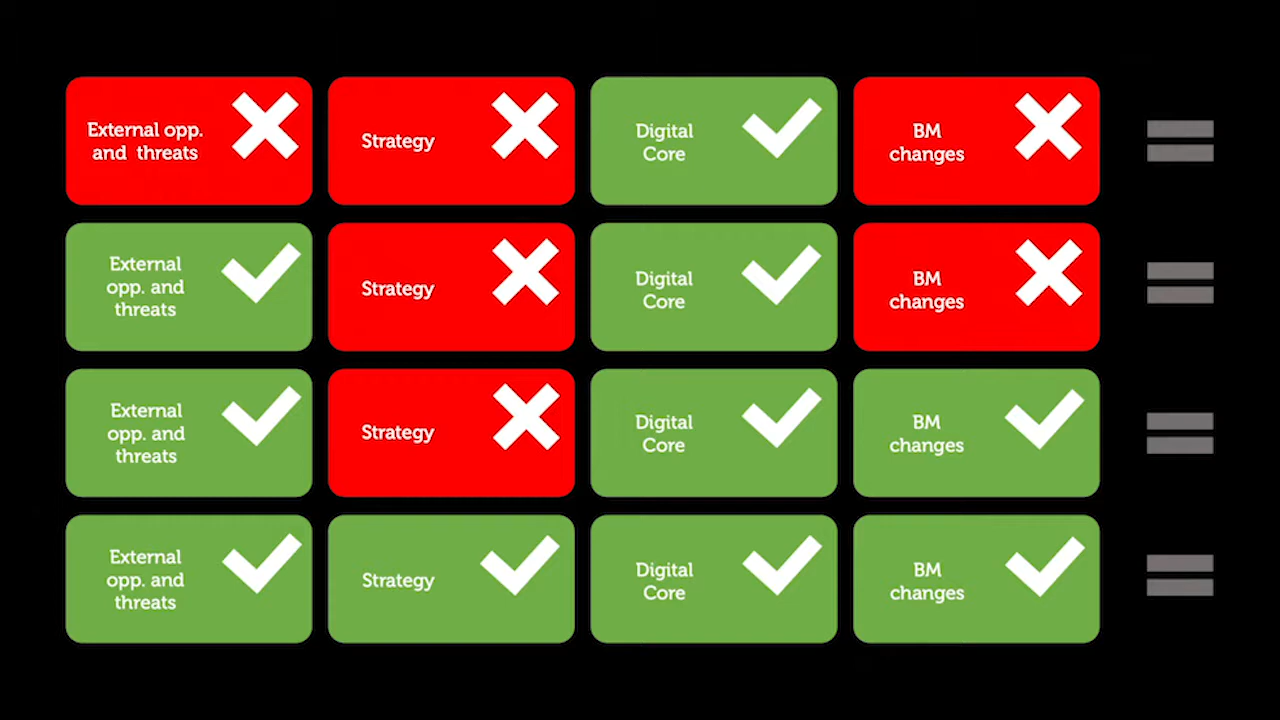 External opp.
and threats
Strategy
Digital
Core
BM
changes
External
opp. and
threats
Strategy
Digital
Core
BM
changes
External
opp. and
threats
Strategy
Digital
Core
BM
changes
External
opp. and
threats
Strategy
Digital
Core
BM
changes